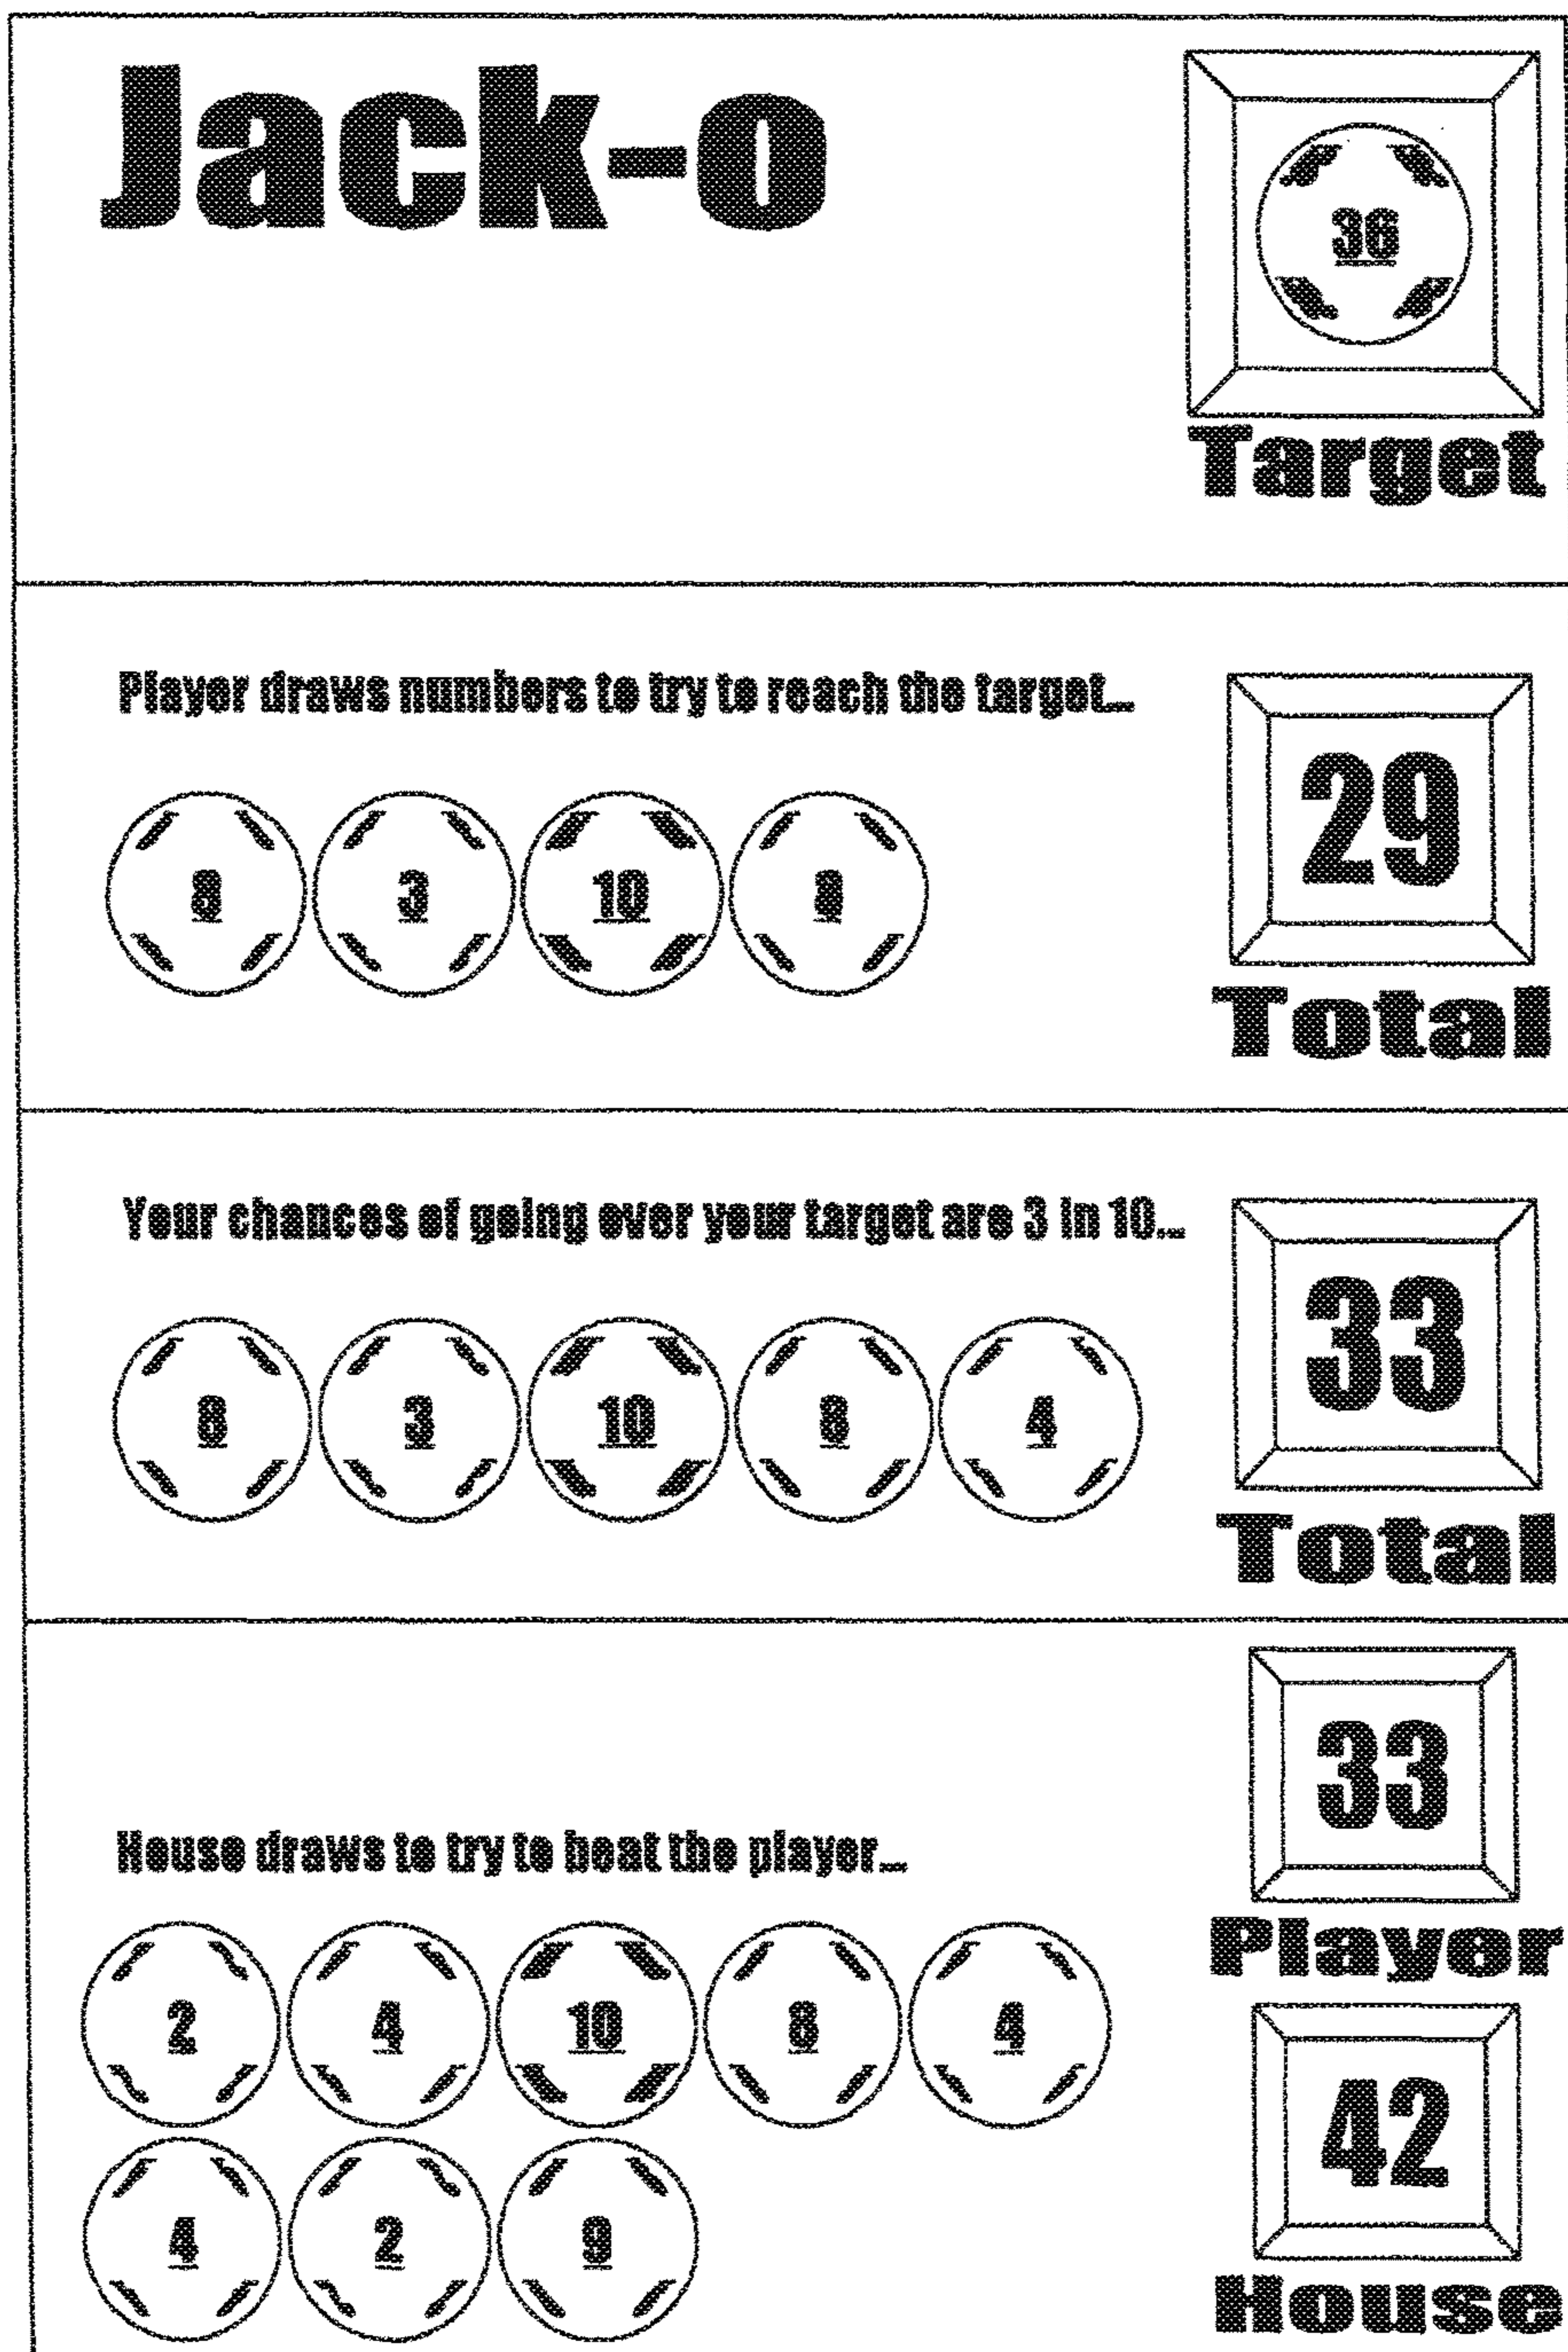 Jack-o
36
Target
Player draws numbers to try to reach the target...
8 3 10 8
29
Total
Your chances of going over your target are 3 in 10...
8 3 10 8 4
33
Total
33
Player
House draws to try to beat the player...
2 4 10 8 4
4 2 8
42
House